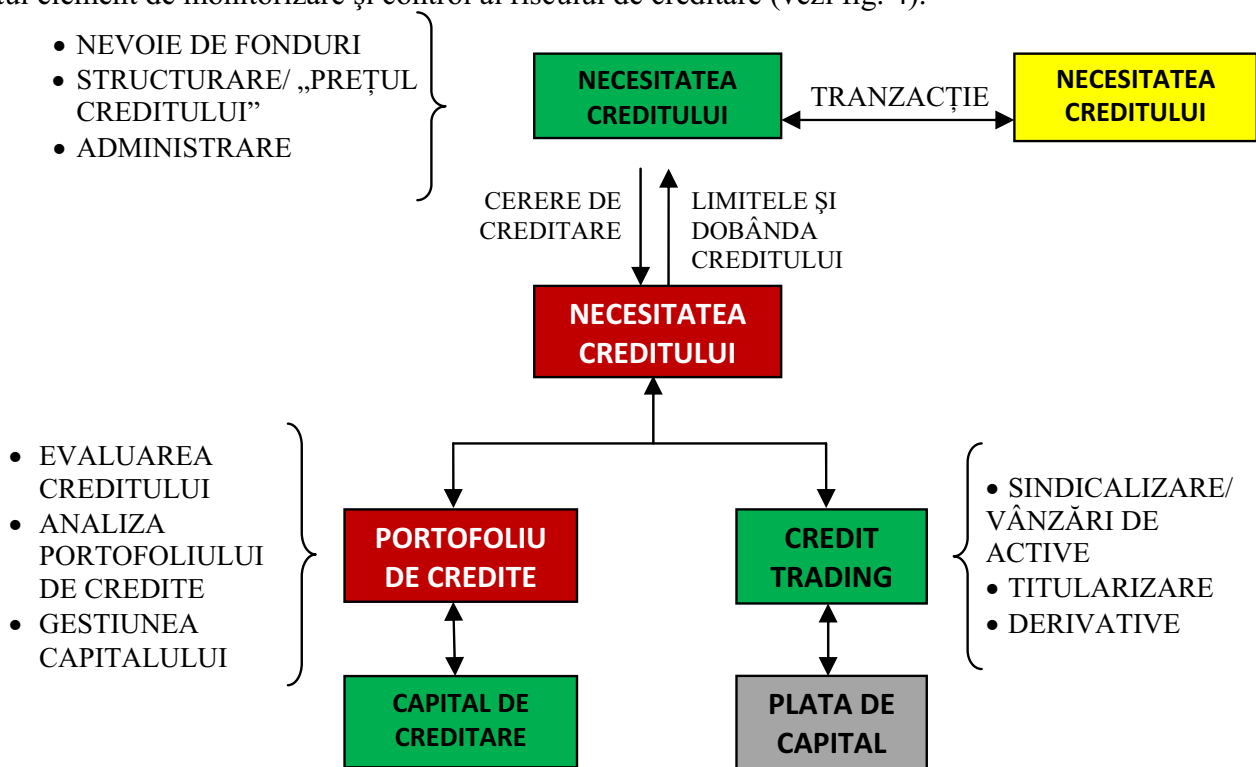 • NEVOIE DE FONDURI
• STRUCTURARE/ „PREȚUL
CREDITULUI”
• ADMINISTRARE
NECESITATEA
CREDITULUI
TRANZACȚIE
NECESITATEA
CREDITULUI
CERERE DE
CREDITARE
LIMITELE ŞI
DOBÂNDA
CREDITULUI
NECESITATEA
CREDITULUI
• EVALUAREA
CREDITULUI
• ANALIZA
PORTOFOLIULUI
DE CREDITE
• GESTIUNEA
CAPITALULUI
PORTOFOLIU
DE CREDITE
CREDIT
TRADING
• SINDICALIZARE/
VÂNZĂRI DE
ACTIVE
• TITULARIZARE
• DERIVATIVE
CAPITAL DE
CREDITARE
PLATA DE
CAPITAL